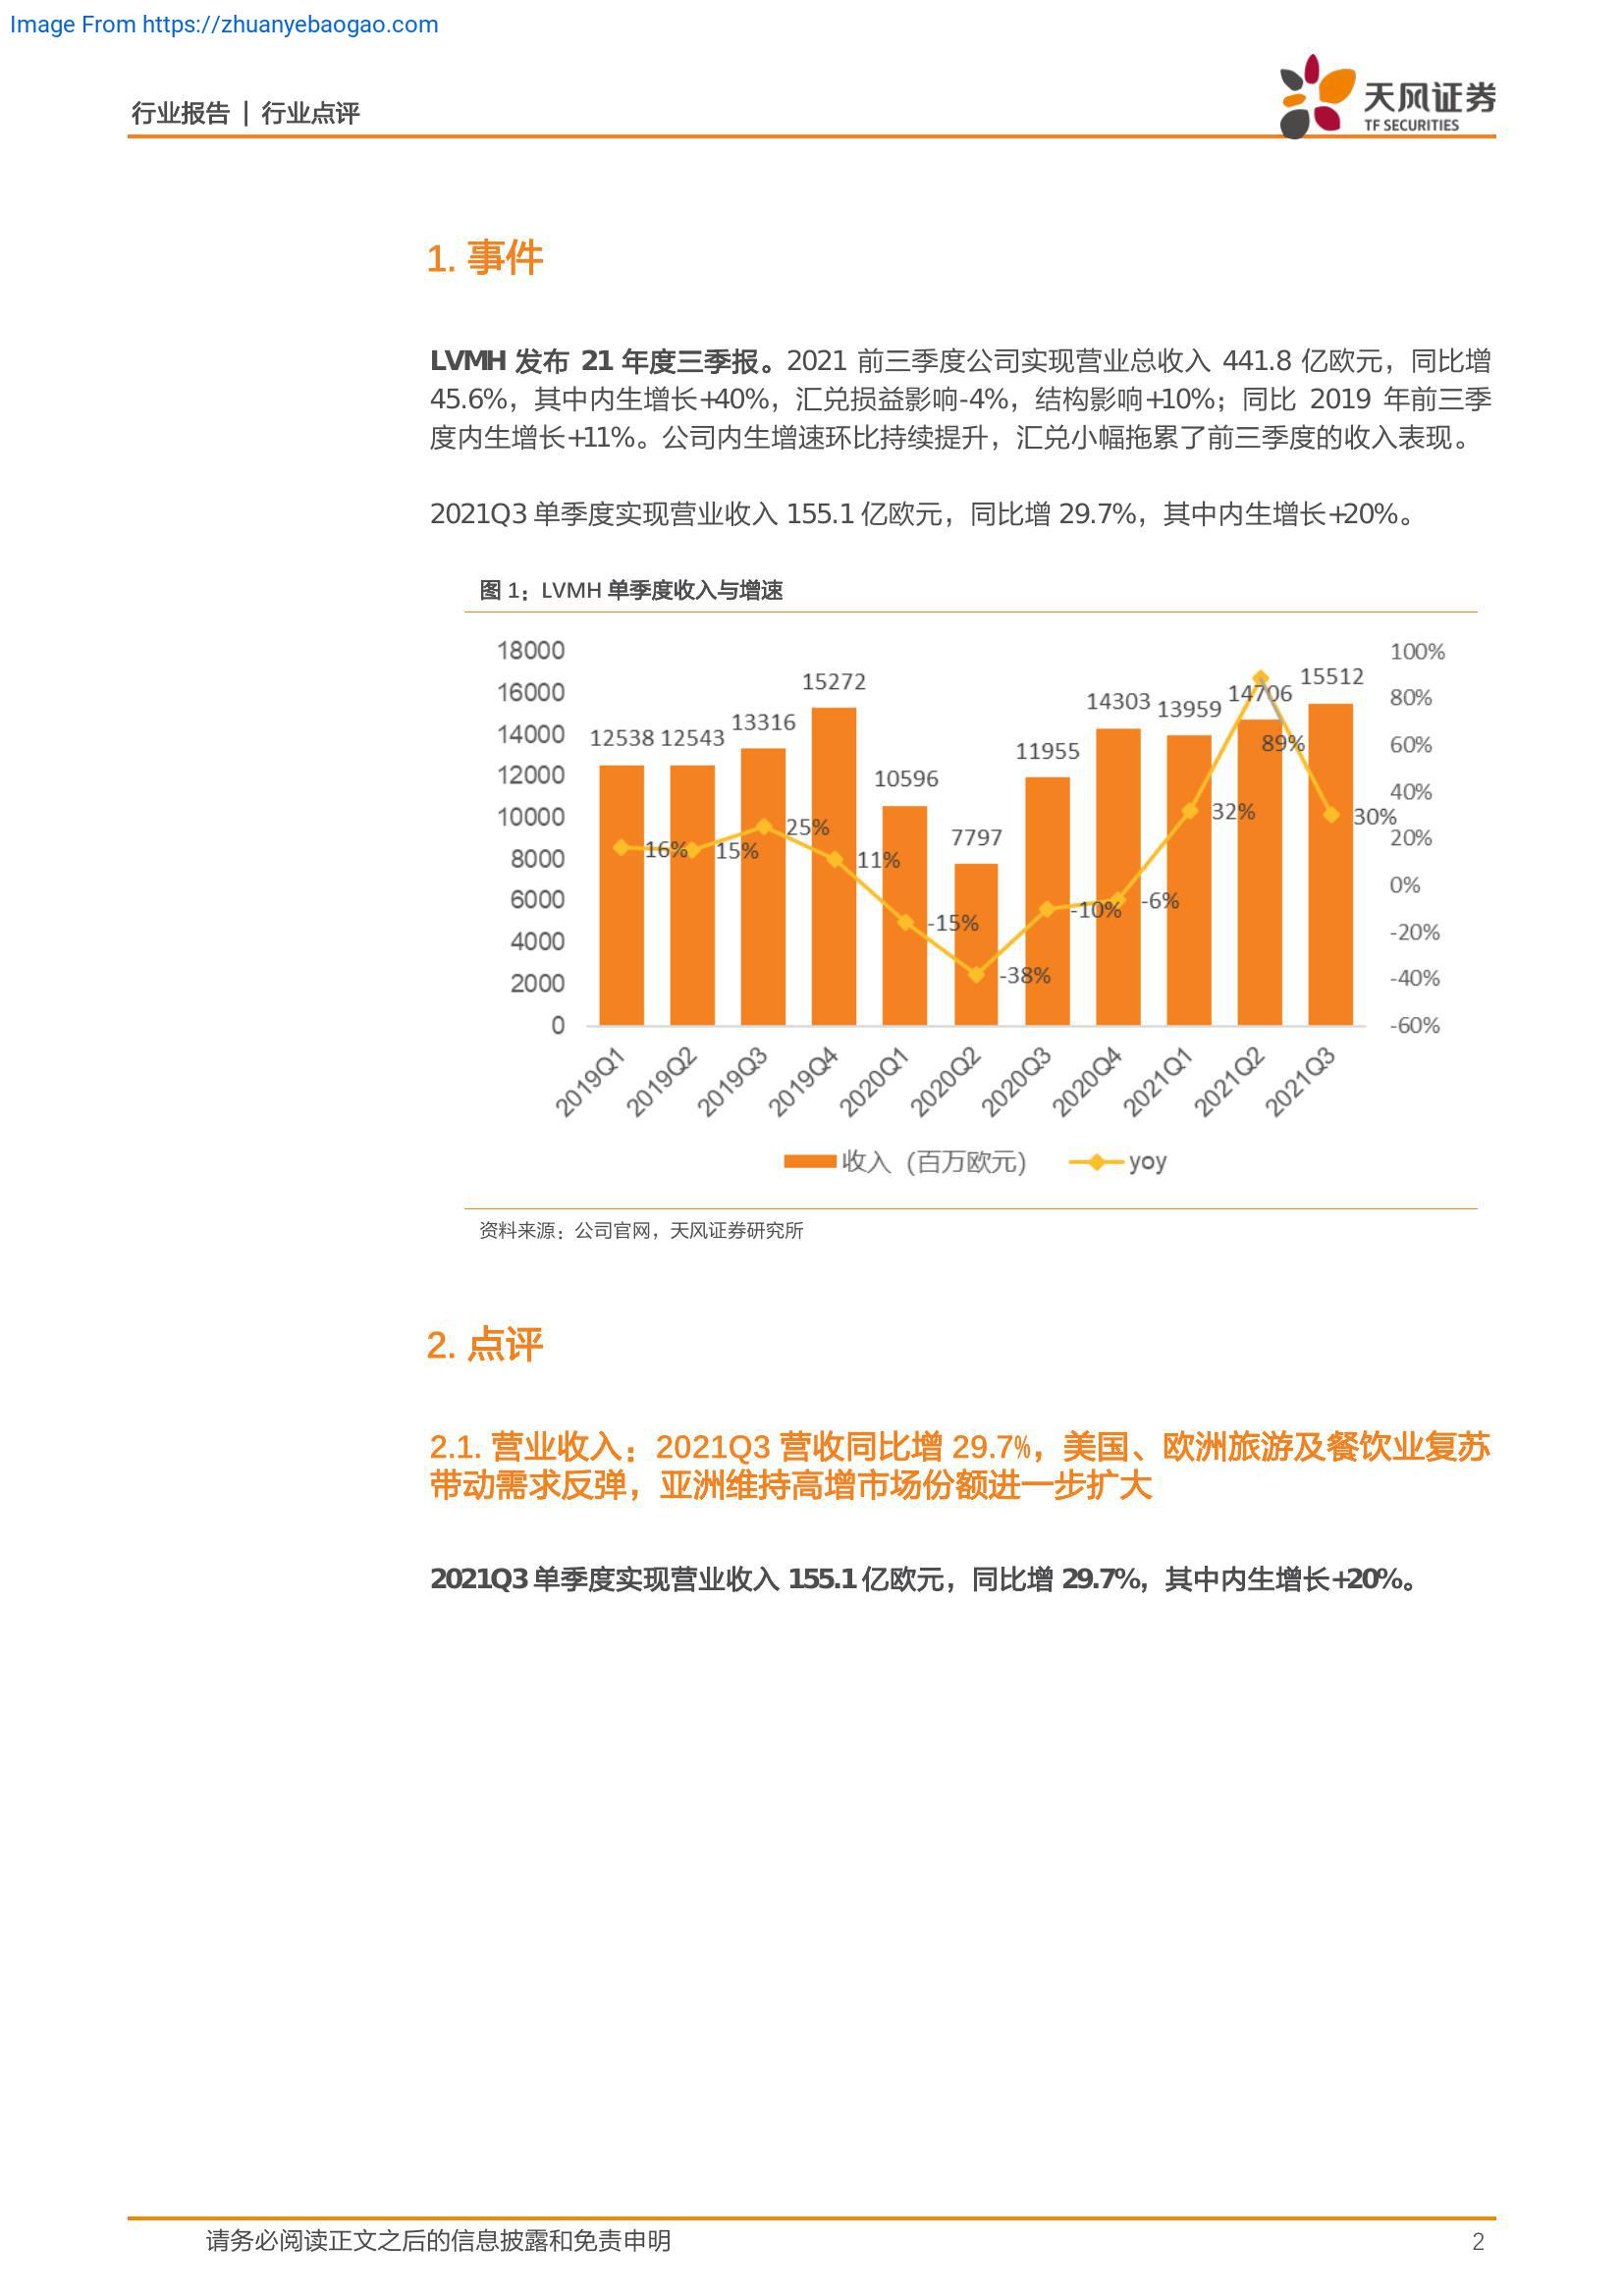 Image From https://zhuanyebaogao.com
行业报告 | 行业点评
天风证券
TF SECURITIES
1. 事件
LVMH 发布 21 年度三季报。2021 前三季度公司实现营业总收入 441.8 亿欧元，同比增
45.6%，其中内生增长+40%，汇兑损益影响-4%，结构影响+10%；同比 2019 年前三季
度内生增长+11%。公司内生增速环比持续提升，汇兑小幅拖累了前三季度的收入表现。
2021Q3 单季度实现营业收入 155.1 亿欧元，同比增 29.7%，其中内生增长+20%。
图 1：LVMH 单季度收入与增速
18000
16000
14000
12000
10000
8000
6000
4000
2000
0
100%
80%
60%
40%
20%
0%
-20%
-40%
-60%
12538
12543
13316
15272
10596
7797
11955
14303
13959
14706
15512
16%
15%
25%
11%
-15%
-38%
-10%
-6%
32%
89%
30%
2019Q1
2019Q2
2019Q3
2019Q4
2020Q1
2020Q2
2020Q3
2020Q4
2021Q1
2021Q2
2021Q3
收入（百万欧元） yoy
资料来源：公司官网，天风证券研究所
2. 点评
2.1. 营业收入：2021Q3 营收同比增 29.7%，美国、欧洲旅游及餐饮业复苏
带动需求反弹，亚洲维持高增市场份额进一步扩大
2021Q3 单季度实现营业收入 155.1 亿欧元，同比增 29.7%，其中内生增长+20%。
请务必阅读正文之后的信息披露和免责申明
2